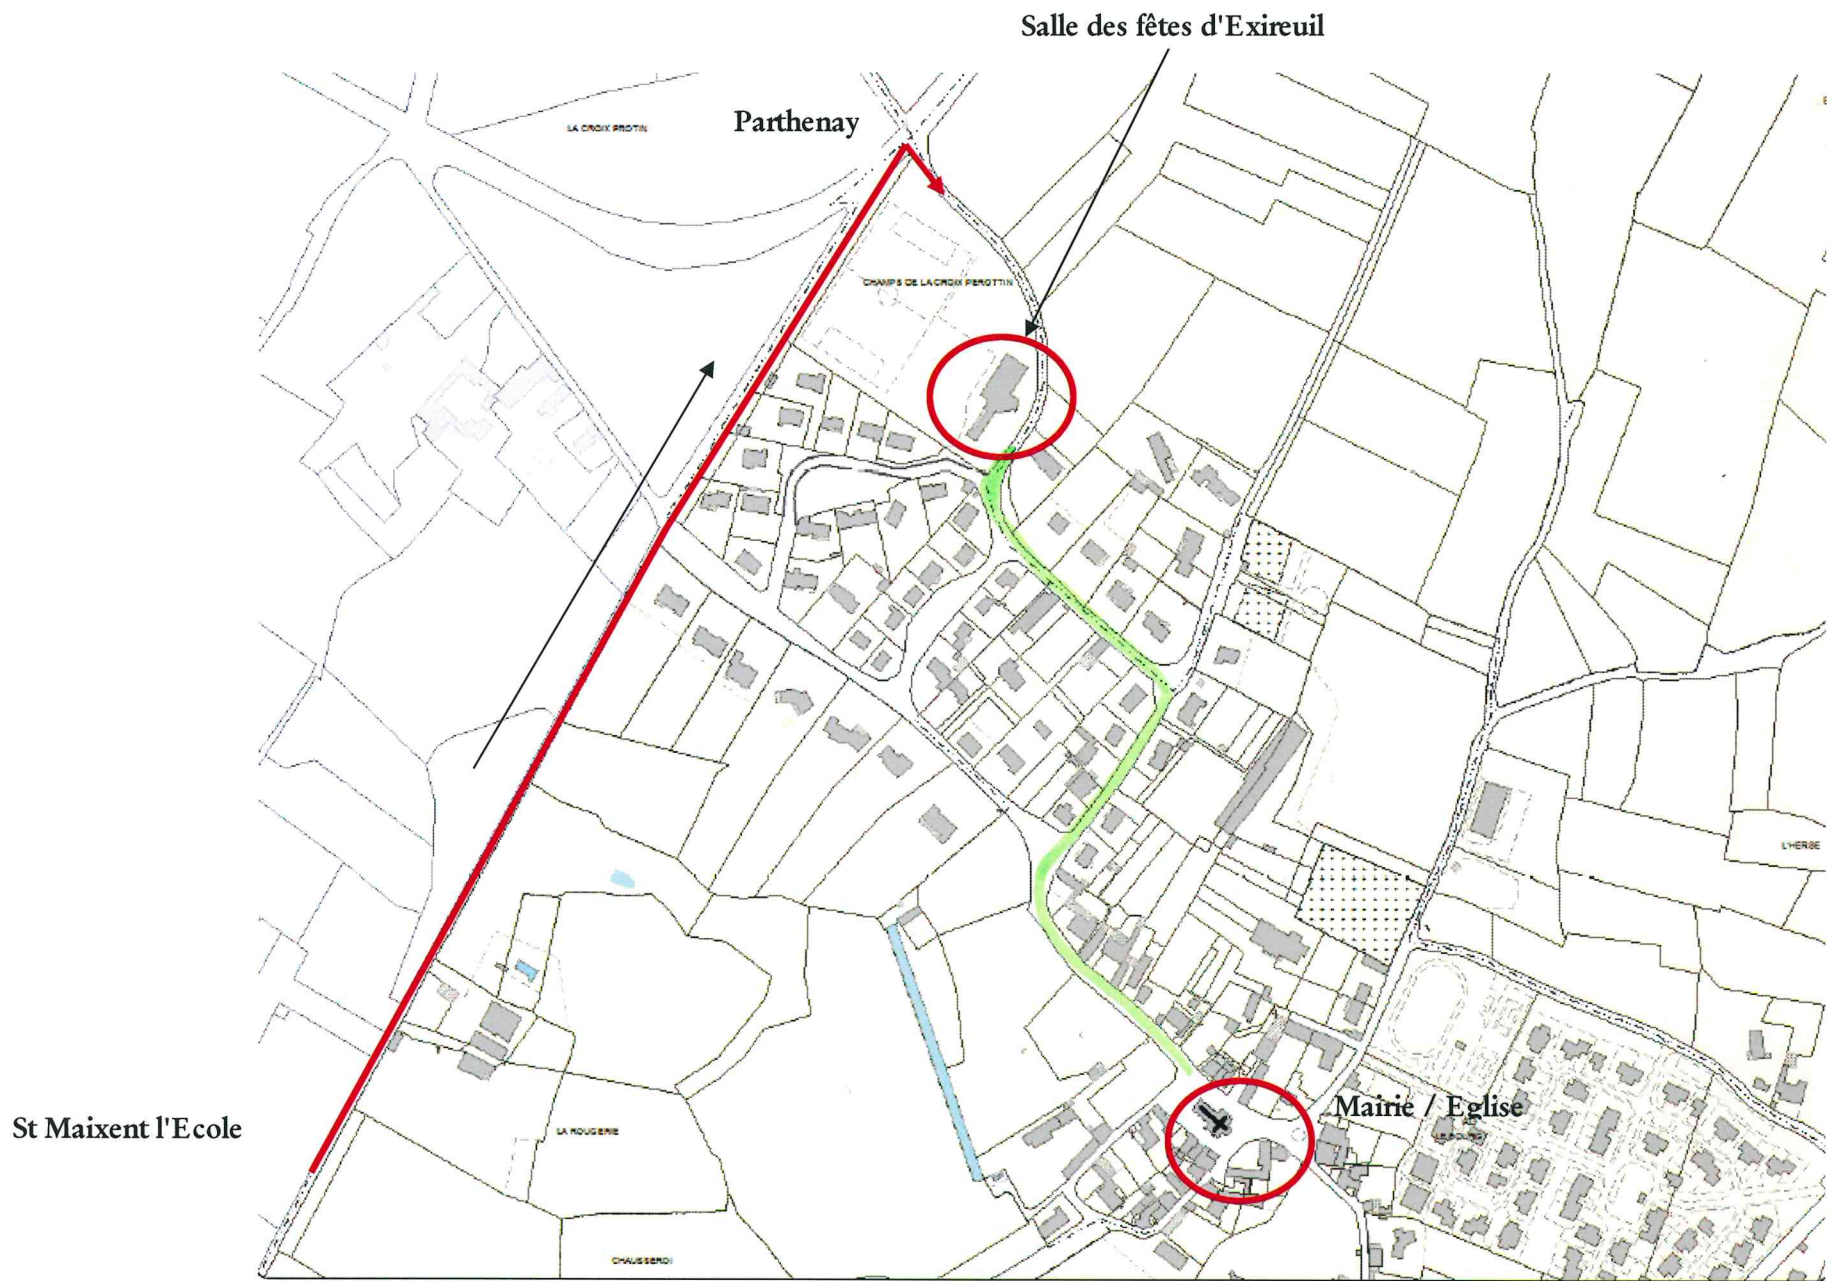 Salle des fêtes d'Exireuil
Parthenay
LA CROIX PROTIN
CHAMPS DE LA CROIX PEROTTIN
L'HERSE
Mairie / Eglise
St Maixent l'Ecole
LA ROUGERIE